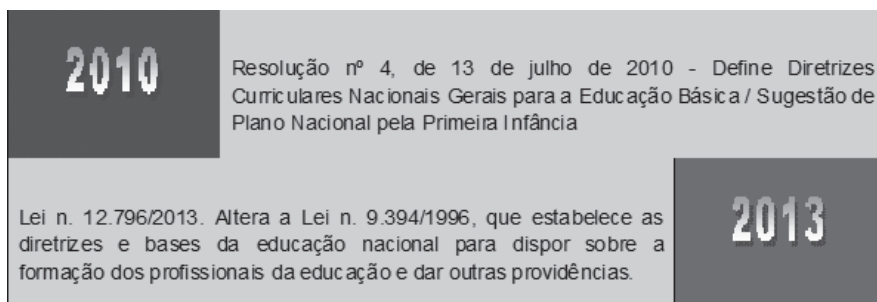 2010
Resolução nº 4, de 13 de julho de 2010 - Define Diretrizes
Curriculares Nacionais Gerais para a Educação Básica / Sugestão de
Plano Nacional pela Primeira Infância
Lei n. 12.796/2013. Altera a Lei n. 9.394/1996, que estabelece as
diretrizes e bases da educação nacional para dispor sobre a
formação dos profissionais da educação e dar outras providências.
2013